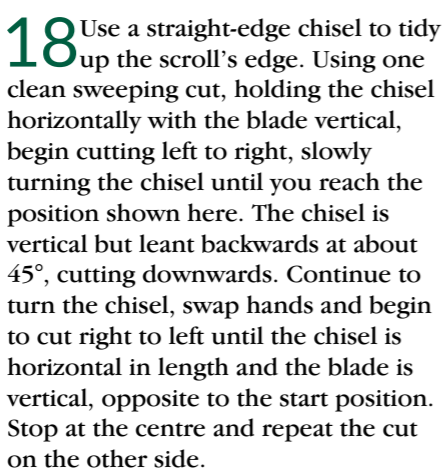 18 Use a straight-edge chisel to tidy
up the scroll's edge. Using one
clean sweeping cut, holding the chisel
horizontally with the blade vertical,
begin cutting left to right, slowly
turning the chisel until you reach the
position shown here. The chisel is
vertical but leant backwards at about
45°, cutting downwards. Continue to
turn the chisel, swap hands and begin
to cut right to left until the chisel is
horizontal in length and the blade is
vertical, opposite to the start position.
Stop at the centre and repeat the cut
on the other side.